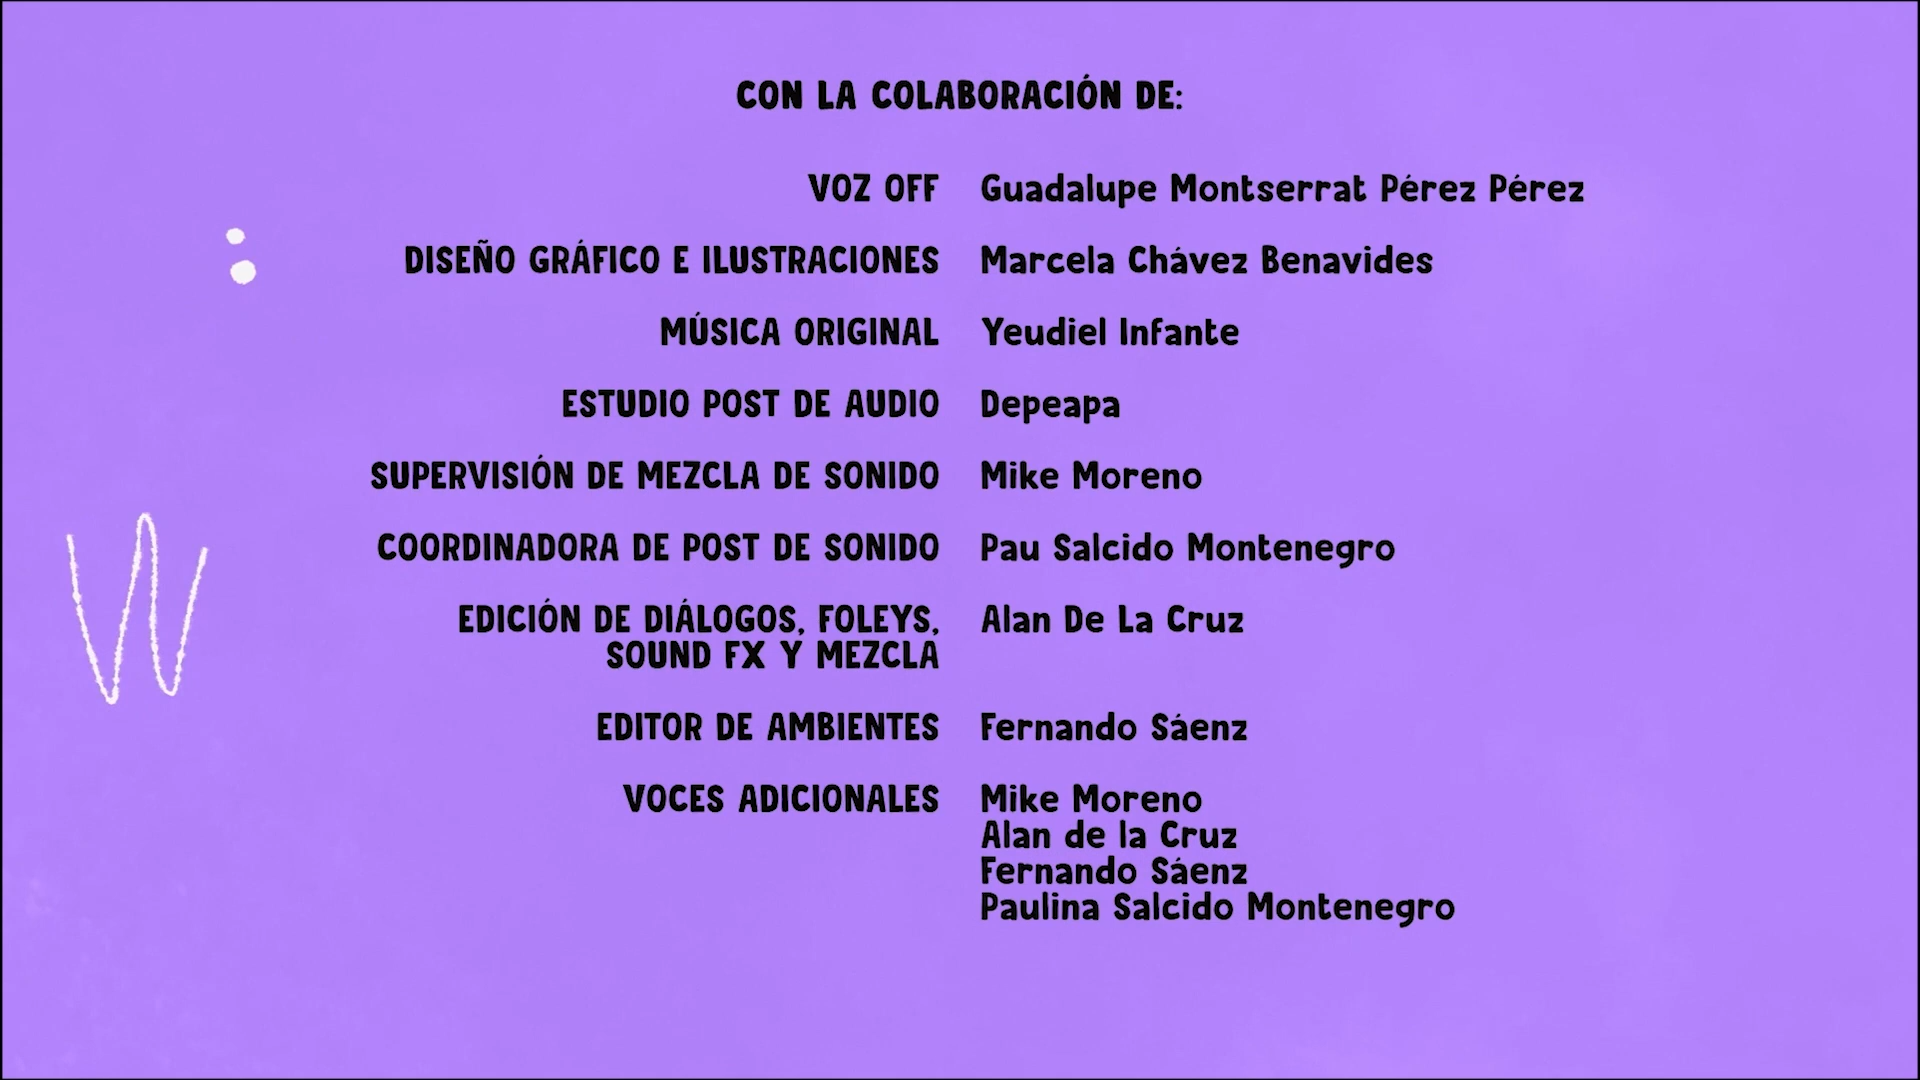 CON LA COLABORACIÓN DE:
VOZ OFF Guadalupe Montserrat Pérez Pérez
DISEÑO GRÁFICO E ILUSTRACIONES Marcela Chávez Benavides
MÚSICA ORIGINAL Yeudiel Infante
ESTUDIO POST DE AUDIO Depeapa
SUPERVISIÓN DE MEZCLA DE SONIDO Mike Moreno
COORDINADORA DE POST DE SONIDO Pau Salcido Montenegro
EDICIÓN DE DIÁLOGOS, FOLEYS, Alan De La Cruz
SOUND FX Y MEZCLA
EDITOR DE AMBIENTES Fernando Sáenz
VOCES ADICIONALES Mike Moreno
Alan de la Cruz
Fernando Sáenz
Paulina Salcido Montenegro